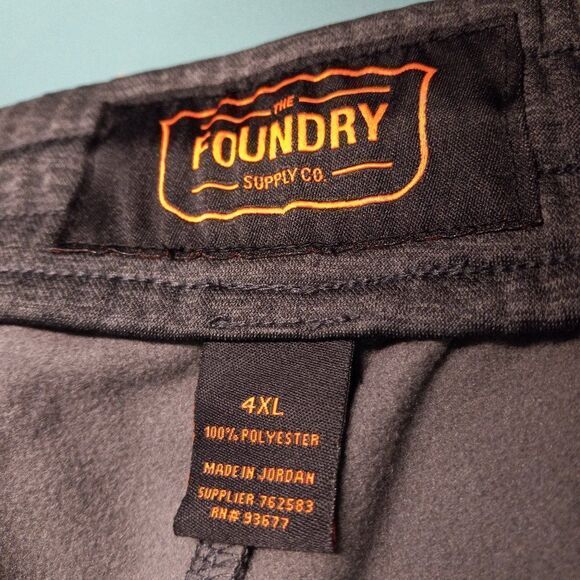 THE
FOUNDRY
SUPPLY CO.
4XL
100% POLYESTER
MADE IN JORDAN
SUPPLIER 762583
RN# 93677